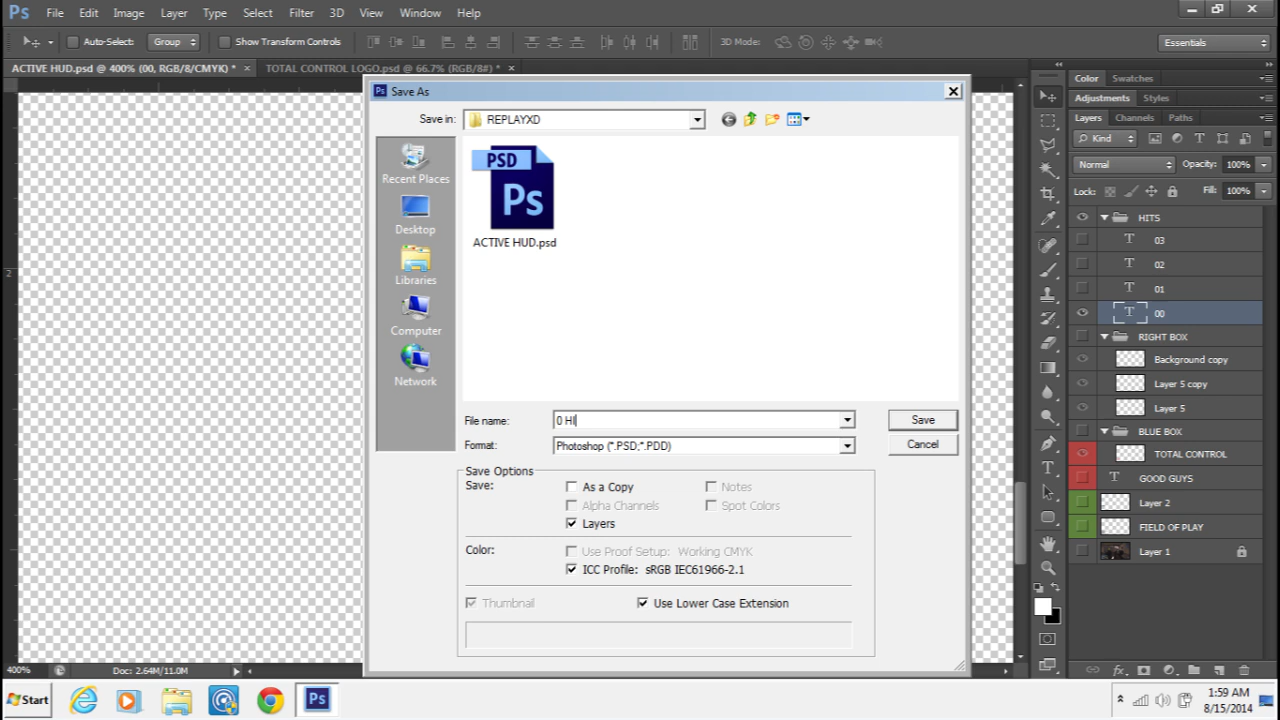 Ps File Edit Image Layer Type Select Filter 3D View Window Help
Auto-Select: Group Show Transform Controls 3D Mode: Essentials
ACTIVE HUD.psd @ 400% (00, RGB/8/CMYK) * × TOTAL CONTROL LOGO.psd @ 66.7% (RGB/8#) * ×
Ps Save As
Save in: REPLAYXD
Recent Places
Desktop
Libraries
Computer
Network
PSD
Ps
ACTIVE HUD.psd
File name: 0 HI
Save
Format: Photoshop (*.PSD;*.PDD)
Cancel
Save Options
Save: As a Copy Notes
Alpha Channels Spot Colors
Layers
Color: Use Proof Setup: Working CMYK
ICC Profile: sRGB IEC61966-2.1
Thumbnail Use Lower Case Extension
2
Color Swatches
Adjustments Styles
Layers Channels Paths
Kind
Normal Opacity: 100%
Lock: Fill: 100%
HITS
T 03
T 02
T 01
T 00
RIGHT BOX
Background copy
Layer 5 copy
Layer 5
BLUE BOX
TOTAL CONTROL
T GOOD GUYS
Layer 2
FIELD OF PLAY
Layer 1
400% Doc: 2.64M/11.0M
fx
Start Ps 1:59 AM
8/15/2014